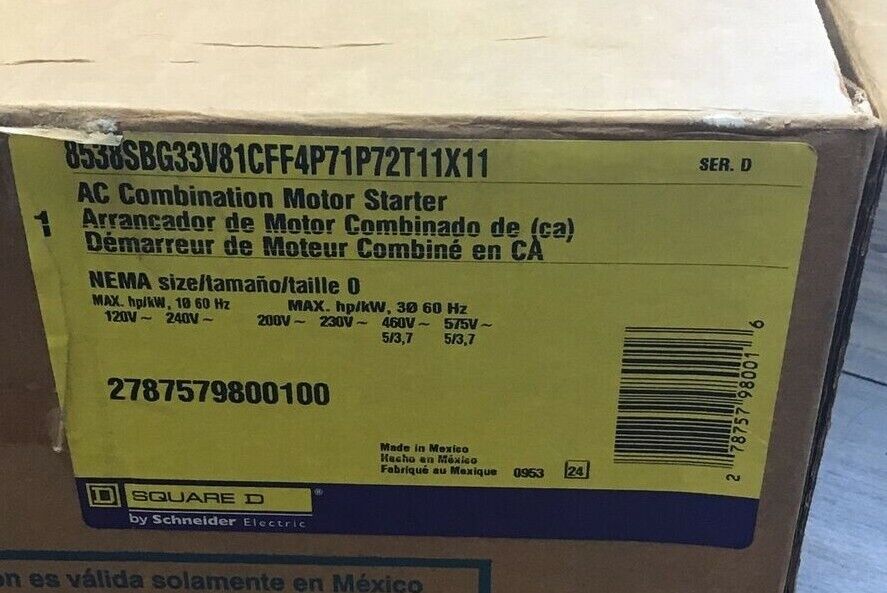 8538SBG33V81CFF4P71P72T11X11 SER. D
AC Combination Motor Starter
1 Arrancador de Motor Combinado de (ca)
Démarreur de Moteur Combiné en CA
NEMA size/tamaño/taille 0
MAX. hp/kW, 1Ø 60 Hz MAX. hp/kW, 3Ø 60 Hz
120V ~ 240V ~ 200V ~ 230V ~ 460V ~ 575V ~
5/3,7 5/3,7
2787579800100
2 78757 98001 6
Made in Mexico
Hecho en México
Fabriqué au Mexique 0953 24
D SQUARE D ®
by Schneider Electric
on es válida solamente en México